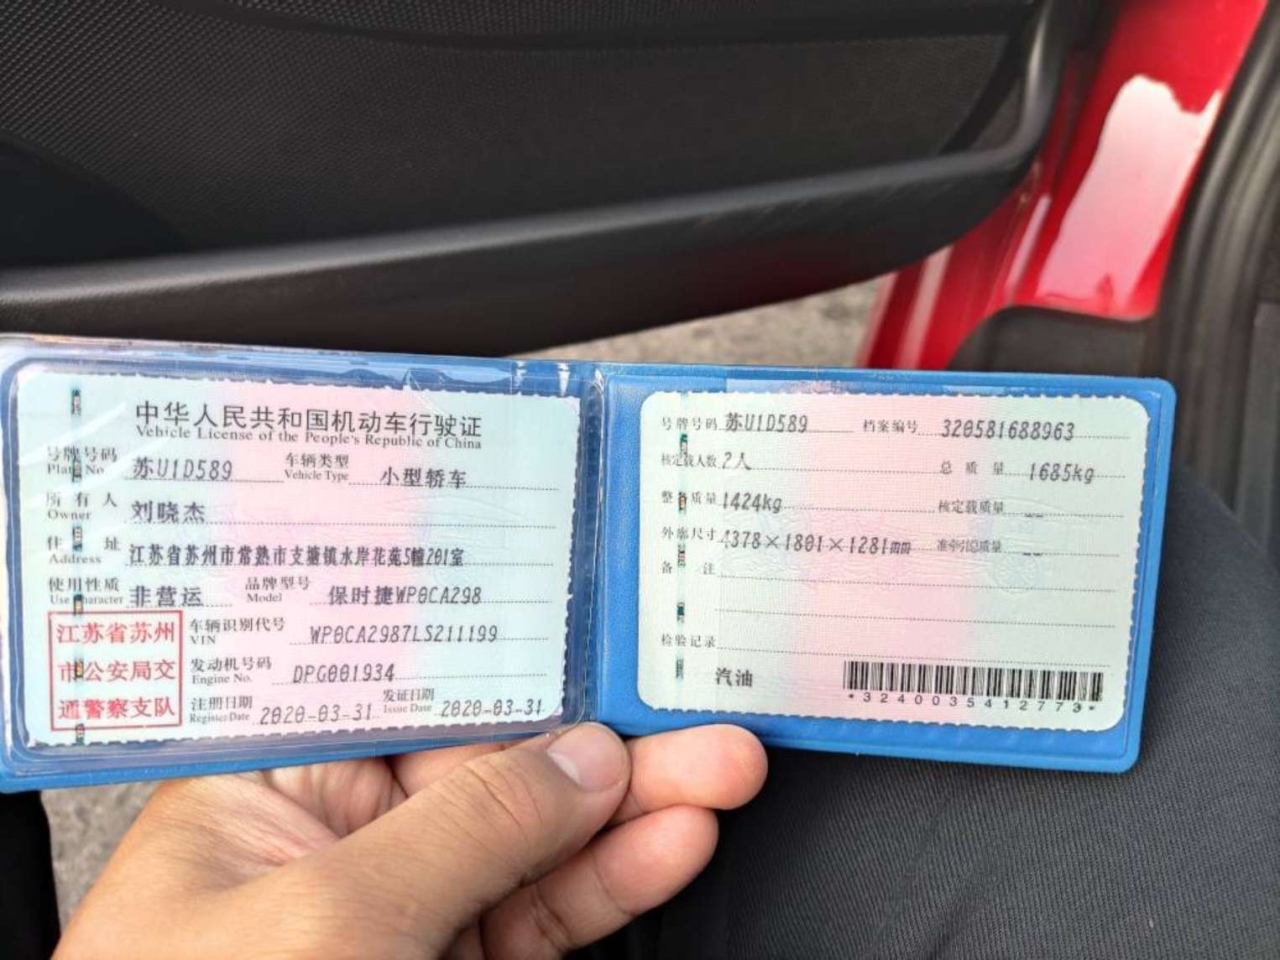 中华人民共和国机动车行驶证
Vehicle License of the People's Republic of China
号牌号码 苏U1D589 车辆类型 小型轿车
Plate No. Vehicle Type
所有人 刘晓杰
Owner
住址 江苏省苏州市常熟市支塘镇水岸花苑5幢201室
Address
使用性质 非营运 品牌型号 保时捷WP0CA298
Use Character Model
江苏省苏州
市公安局交
通警察支队
车辆识别代号 WP0CA2987LS211199
VIN
发动机号码 DPG001934
Engine No.
注册日期 2020-03-31 发证日期 2020-03-31
Register Date Issue Date
号牌号码 苏U1D589 档案编号 320581688963
核定载人数 2人 总质量 1685kg
整备质量 1424kg 核定载质量 --
外廓尺寸 4378×1801×1281mm 准牵引总质量 --
备注
检验记录
汽油
*3240035412773*